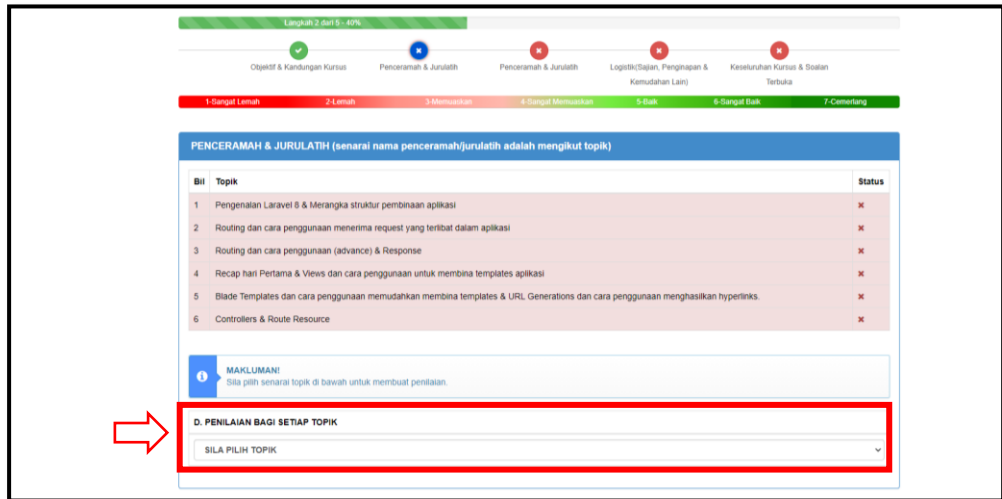 Langkah 2 dari 5 - 40%
Objektif & Kandungan Kursus
Penceramah & Jurulatih
Penceramah & Jurulatih
Logistik(Sajian, Penginapan &
Kemudahan Lain)
Keseluruhan Kursus & Soalan
Terbuka
1-Sangat Lemah 2-Lemah 3-Memuaskan 4-Sangat Memuaskan 5-Baik 6-Sangat Baik 7-Cemerlang
PENCERAMAH & JURULATIH (senarai nama penceramah/jurulatih adalah mengikut topik)
Bil Topik Status
1 Pengenalan Laravel 8 & Merangka struktur pembinaan aplikasi
2 Routing dan cara penggunaan menerima request yang terlibat dalam aplikasi
3 Routing dan cara penggunaan (advance) & Response
4 Recap hari Pertama & Views dan cara penggunaan untuk membina templates aplikasi
5 Blade Templates dan cara penggunaan memudahkan membina templates & URL Generations dan cara penggunaan menghasilkan hyperlinks.
6 Controllers & Route Resource
MAKLUMAN!
Sila pilih senarai topik di bawah untuk membuat penilaian.
D. PENILAIAN BAGI SETIAP TOPIK
SILA PILIH TOPIK